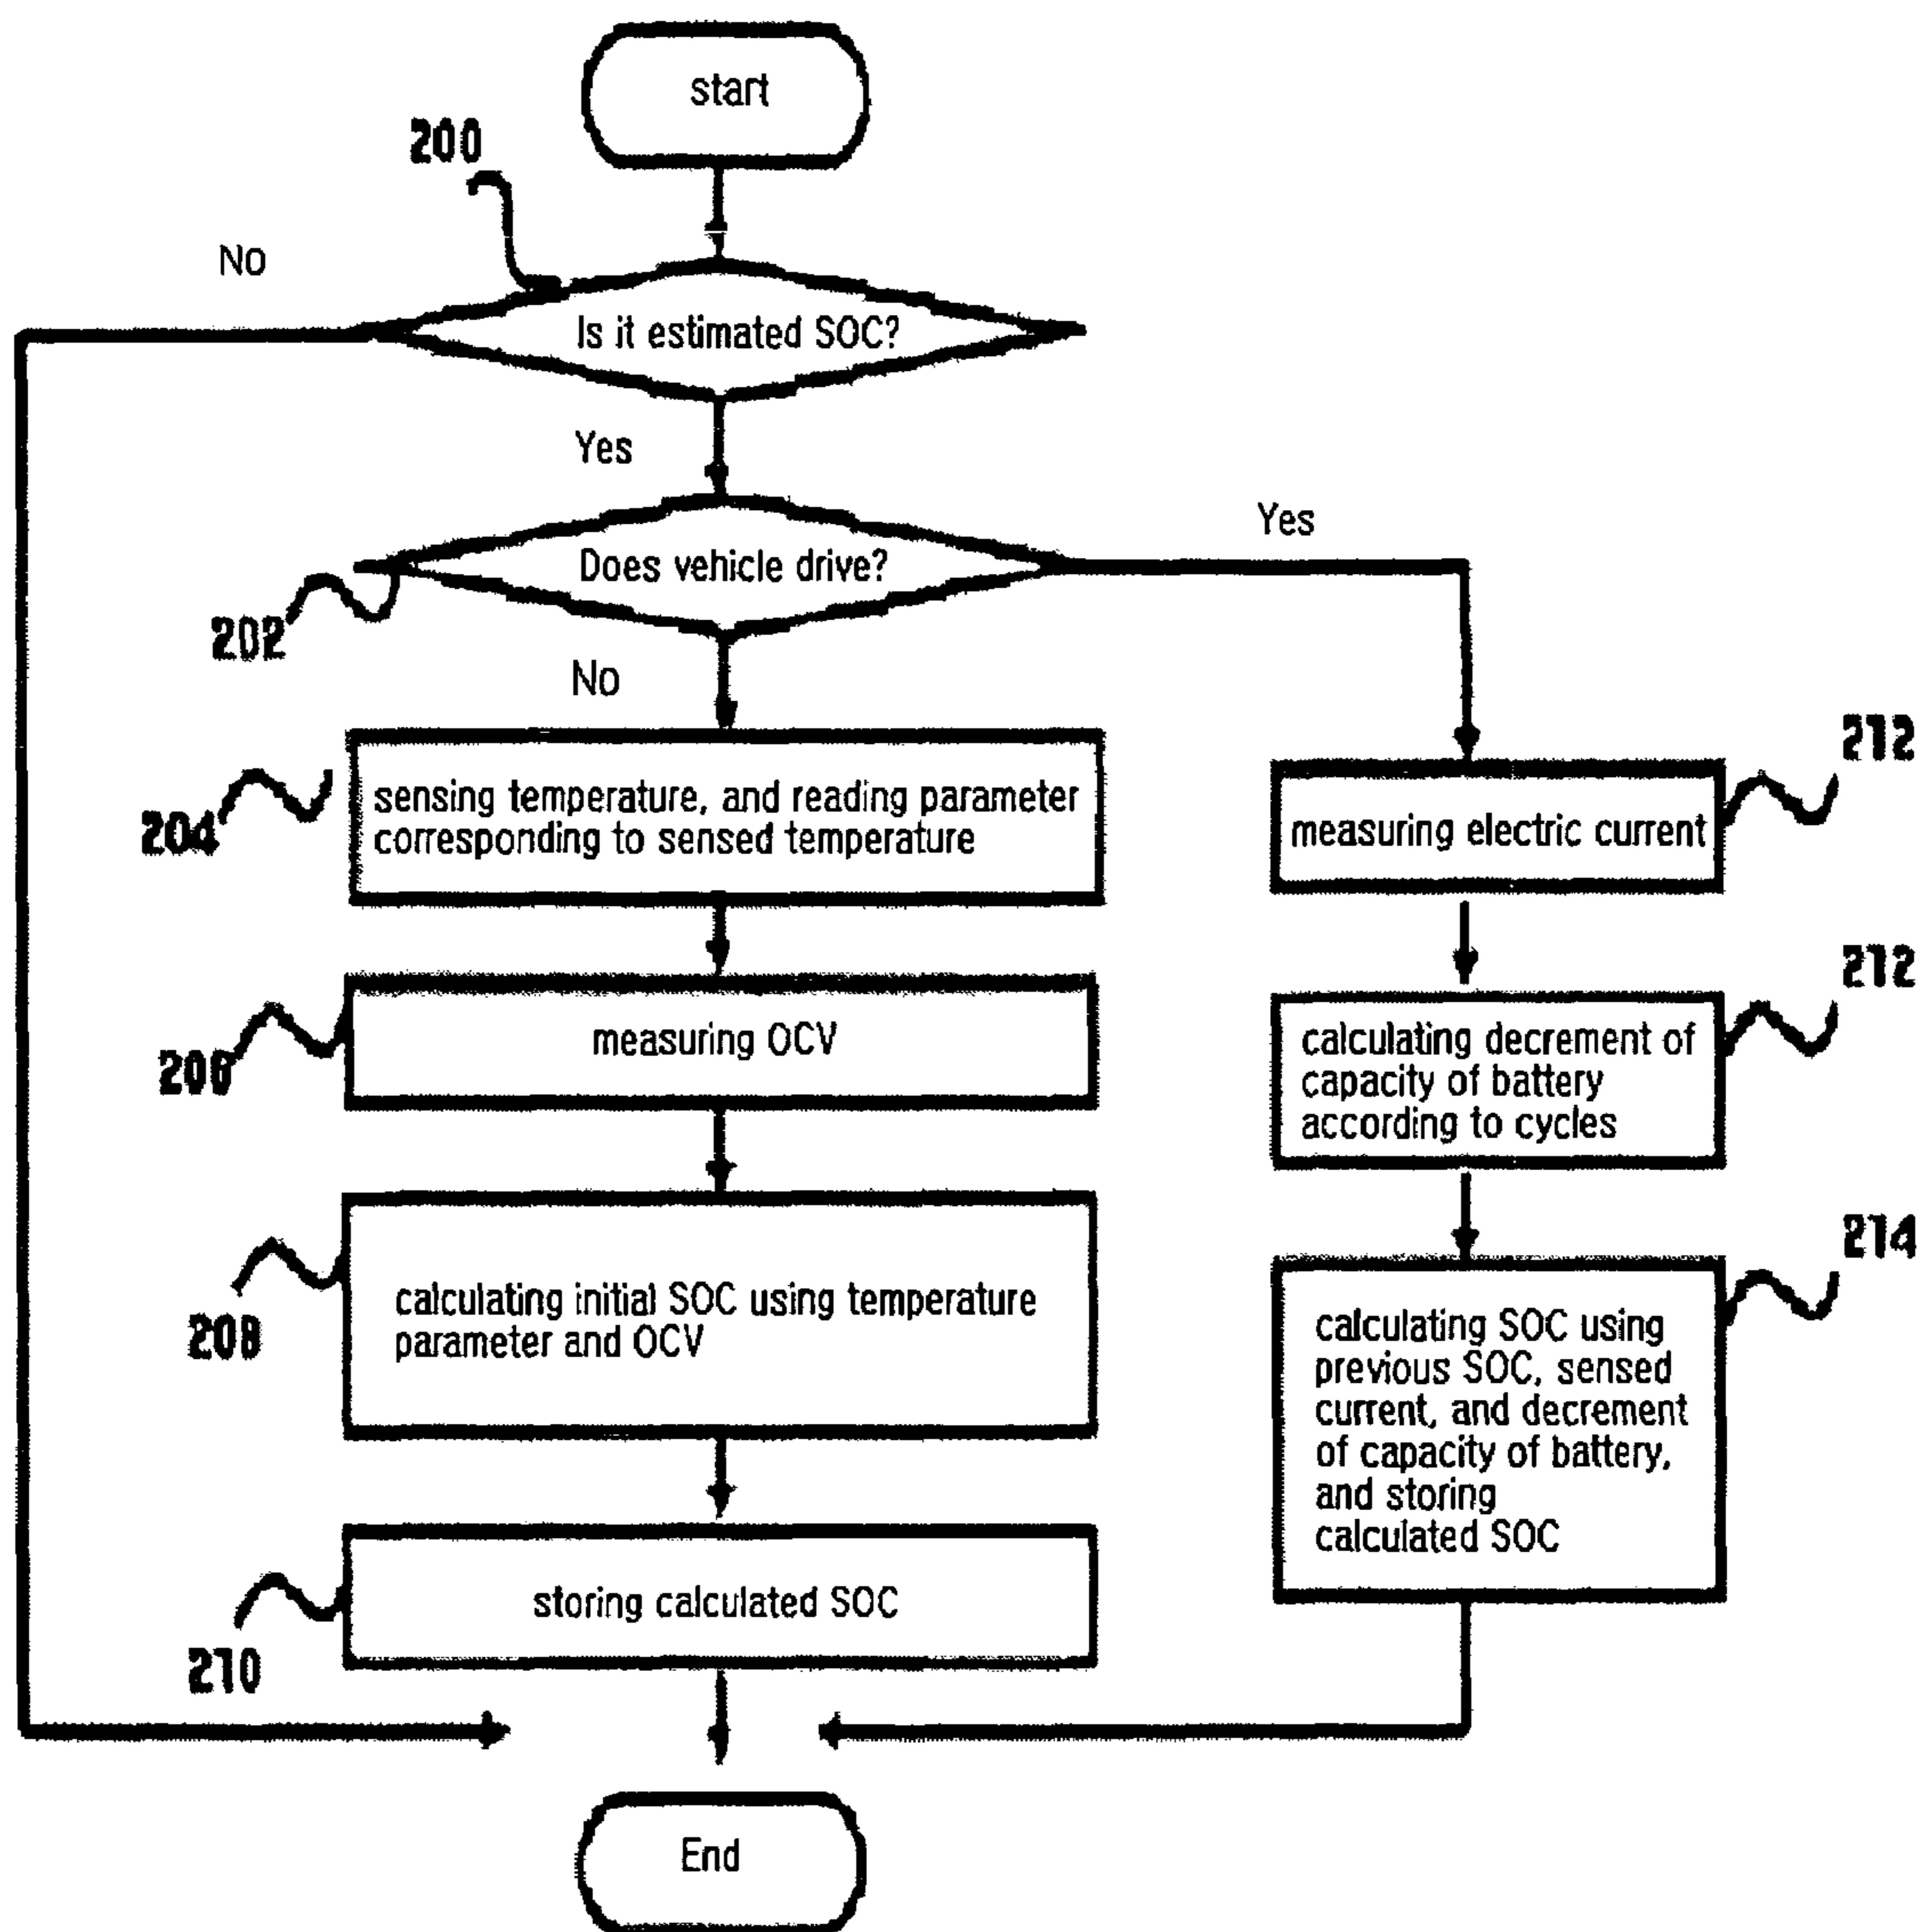 start
200
No
Is it estimated SOC?
Yes
Does vehicle drive?
Yes
202
No
sensing temperature, and reading parameter
corresponding to sensed temperature
204
measuring electric current
212
measuring OCV
206
calculating decrement of
capacity of battery
according to cycles
212
calculating initial SOC using temperature
parameter and OCV
208
calculating SOC using
previous SOC, sensed
current, and decrement
of capacity of battery,
and storing
calculated SOC
214
storing calculated SOC
210
End